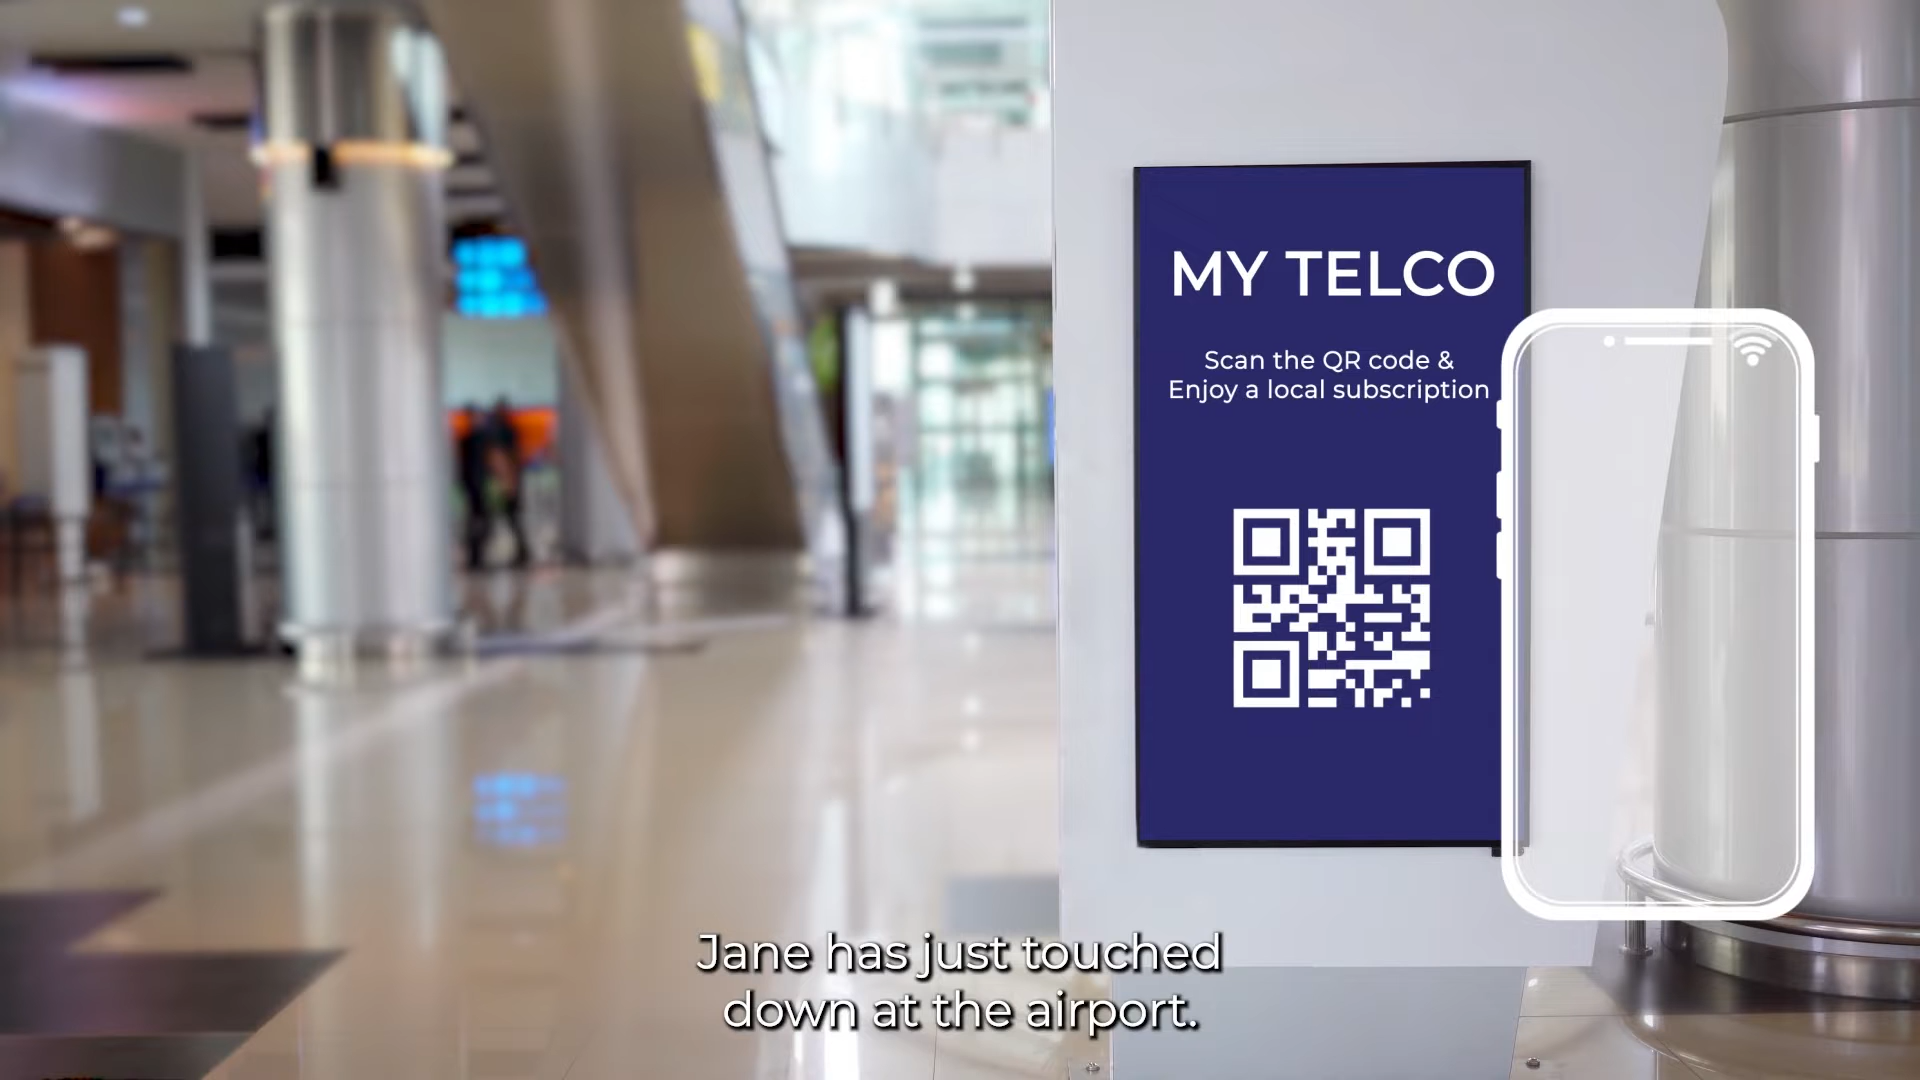 MY TELCO
Scan the QR code &
Enjoy a local subscription
Jane has just touched
down at the airport.